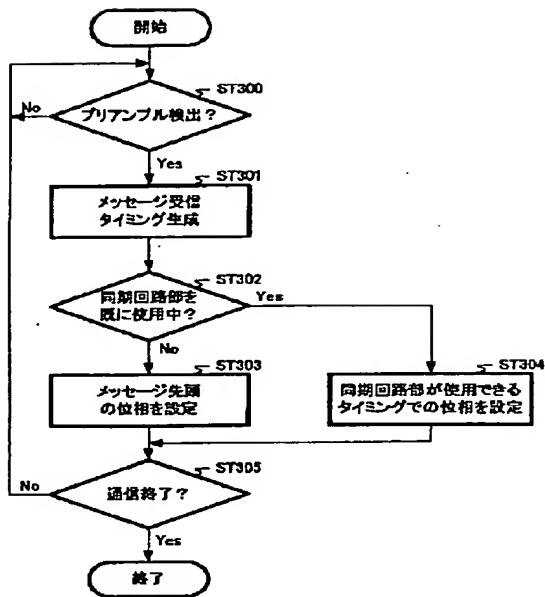 開始
ST300
プリアンブル検出？
No
Yes
ST301
メッセージ受信
タイミング生成
ST302
同期回路部を
既に使用中？
Yes
No
ST303
メッセージ先頭
の位相を設定
ST304
同期回路部が使用できる
タイミングでの位相を設定
ST305
通信終了？
No
Yes
終了